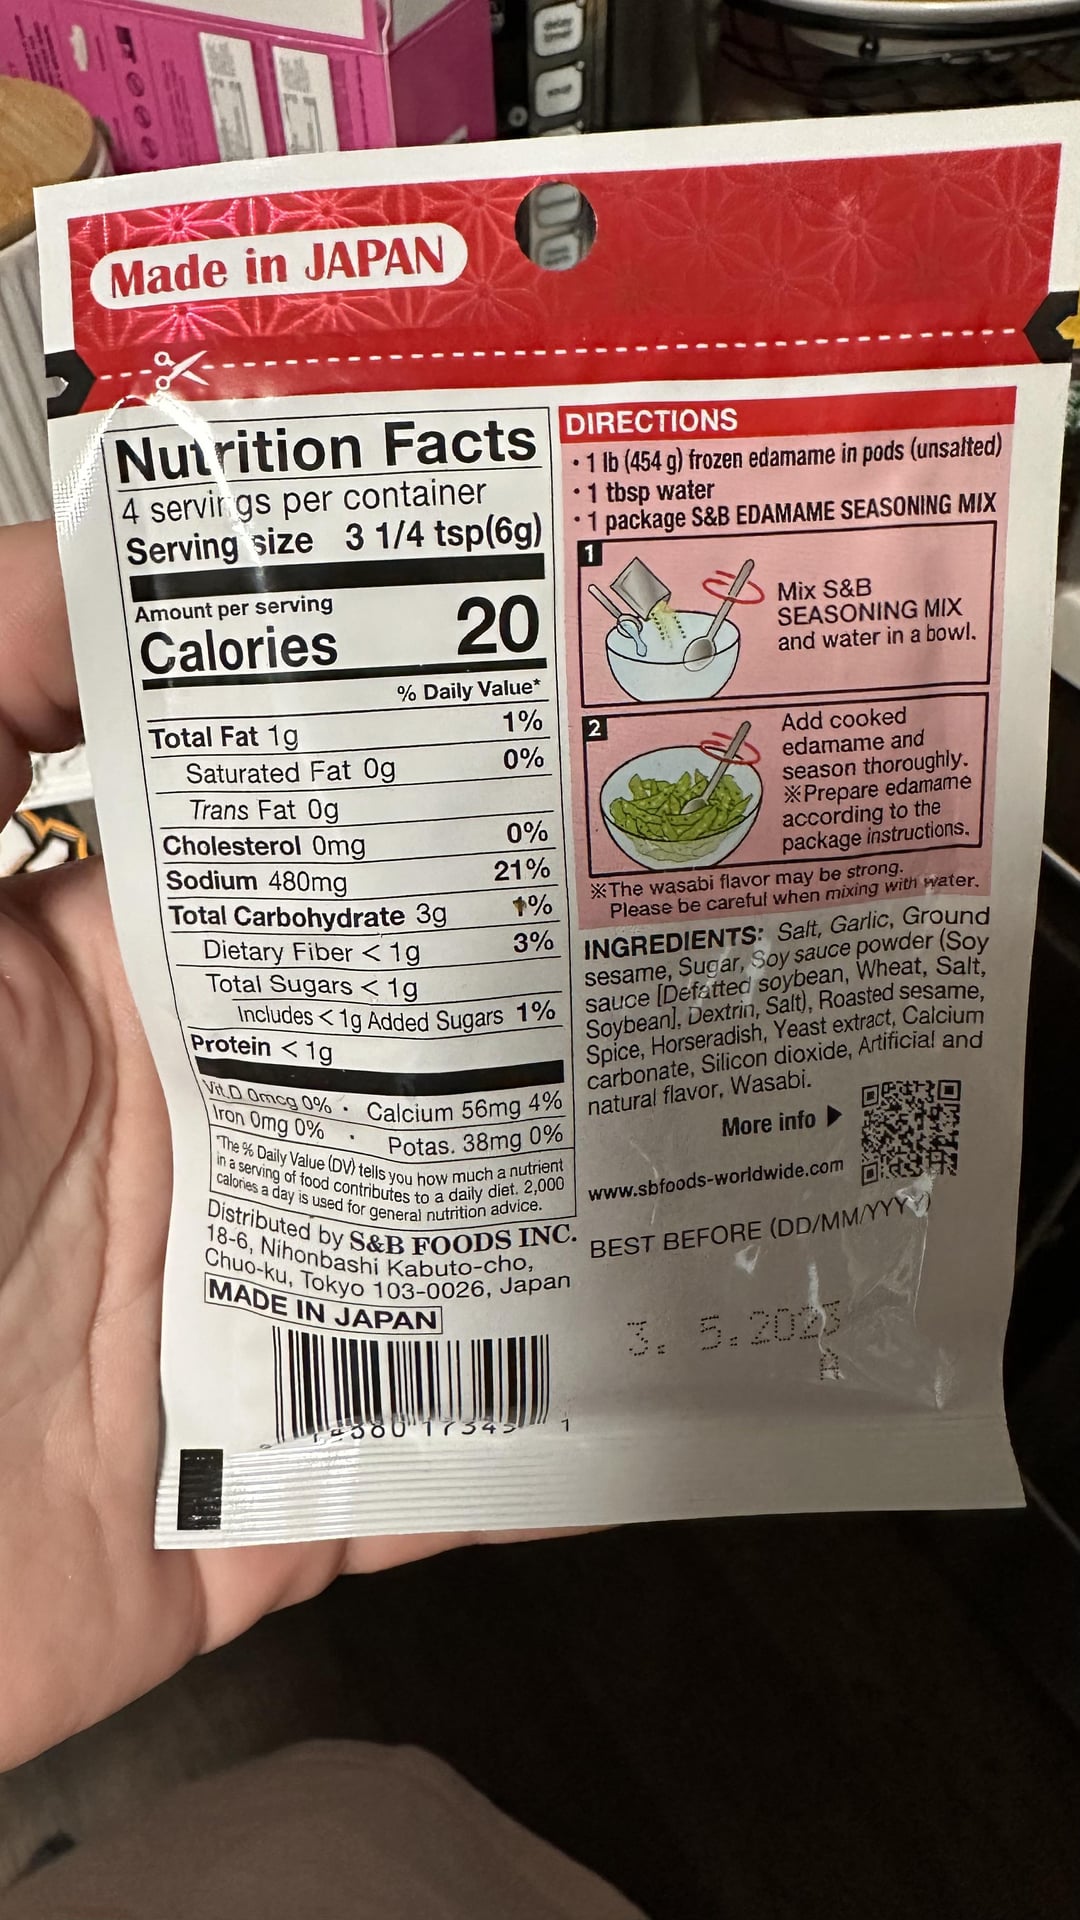 Made in JAPAN
Nutrition Facts
4 servings per container
Serving size 3 1/4 tsp(6g)
Amount per serving
Calories 20
% Daily Value*
Total Fat 1g 1%
Saturated Fat 0g 0%
Trans Fat 0g
Cholesterol 0mg 0%
Sodium 480mg 21%
Total Carbohydrate 3g 1%
Dietary Fiber < 1g 3%
Total Sugars < 1g
Includes < 1g Added Sugars 1%
Protein < 1g
Vit.D 0mcg 0% • Calcium 56mg 4%
Iron 0mg 0% • Potas. 38mg 0%
*The % Daily Value (DV) tells you how much a nutrient
in a serving of food contributes to a daily diet. 2,000
calories a day is used for general nutrition advice.
Distributed by S&B FOODS INC.
18-6, Nihonbashi Kabuto-cho,
Chuo-ku, Tokyo 103-0026, Japan
MADE IN JAPAN
DIRECTIONS
• 1 lb (454 g) frozen edamame in pods (unsalted)
• 1 tbsp water
• 1 package S&B EDAMAME SEASONING MIX
1
Mix S&B
SEASONING MIX
and water in a bowl.
2
Add cooked
edamame and
season thoroughly.
※Prepare edamame
according to the
package instructions.
※The wasabi flavor may be strong.
Please be careful when mixing with water.
INGREDIENTS: Salt, Garlic, Ground
sesame, Sugar, Soy sauce powder (Soy
sauce [Defatted soybean, Wheat, Salt,
Soybean], Dextrin, Salt), Roasted sesame,
Spice, Horseradish, Yeast extract, Calcium
carbonate, Silicon dioxide, Artificial and
natural flavor, Wasabi.
More info
www.sbfoods-worldwide.com
BEST BEFORE (DD/MM/YYYY)
3. 5.2023
A